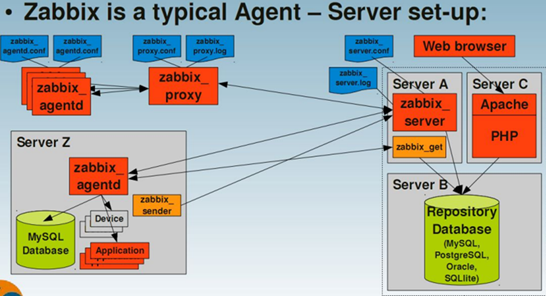 • Zabbix is a typical Agent – Server set-up:
zabbix_
agentd.conf
zabbix_
agentd.conf
zabbix_
proxy.conf
zabbix_
proxy.log
zabbix_
server.conf
Web browser
zabbix_
agentd
zabbix_
proxy
zabbix_
server.log
Server A
Server C
zabbix_
server
Apache
PHP
zabbix_get
Server Z
zabbix_
agentd
zabbix_
sender
Device
MySQL
Database
Application
Server B
Repository
Database
(MySQL,
PostgreSQL,
Oracle,
SQLlite)